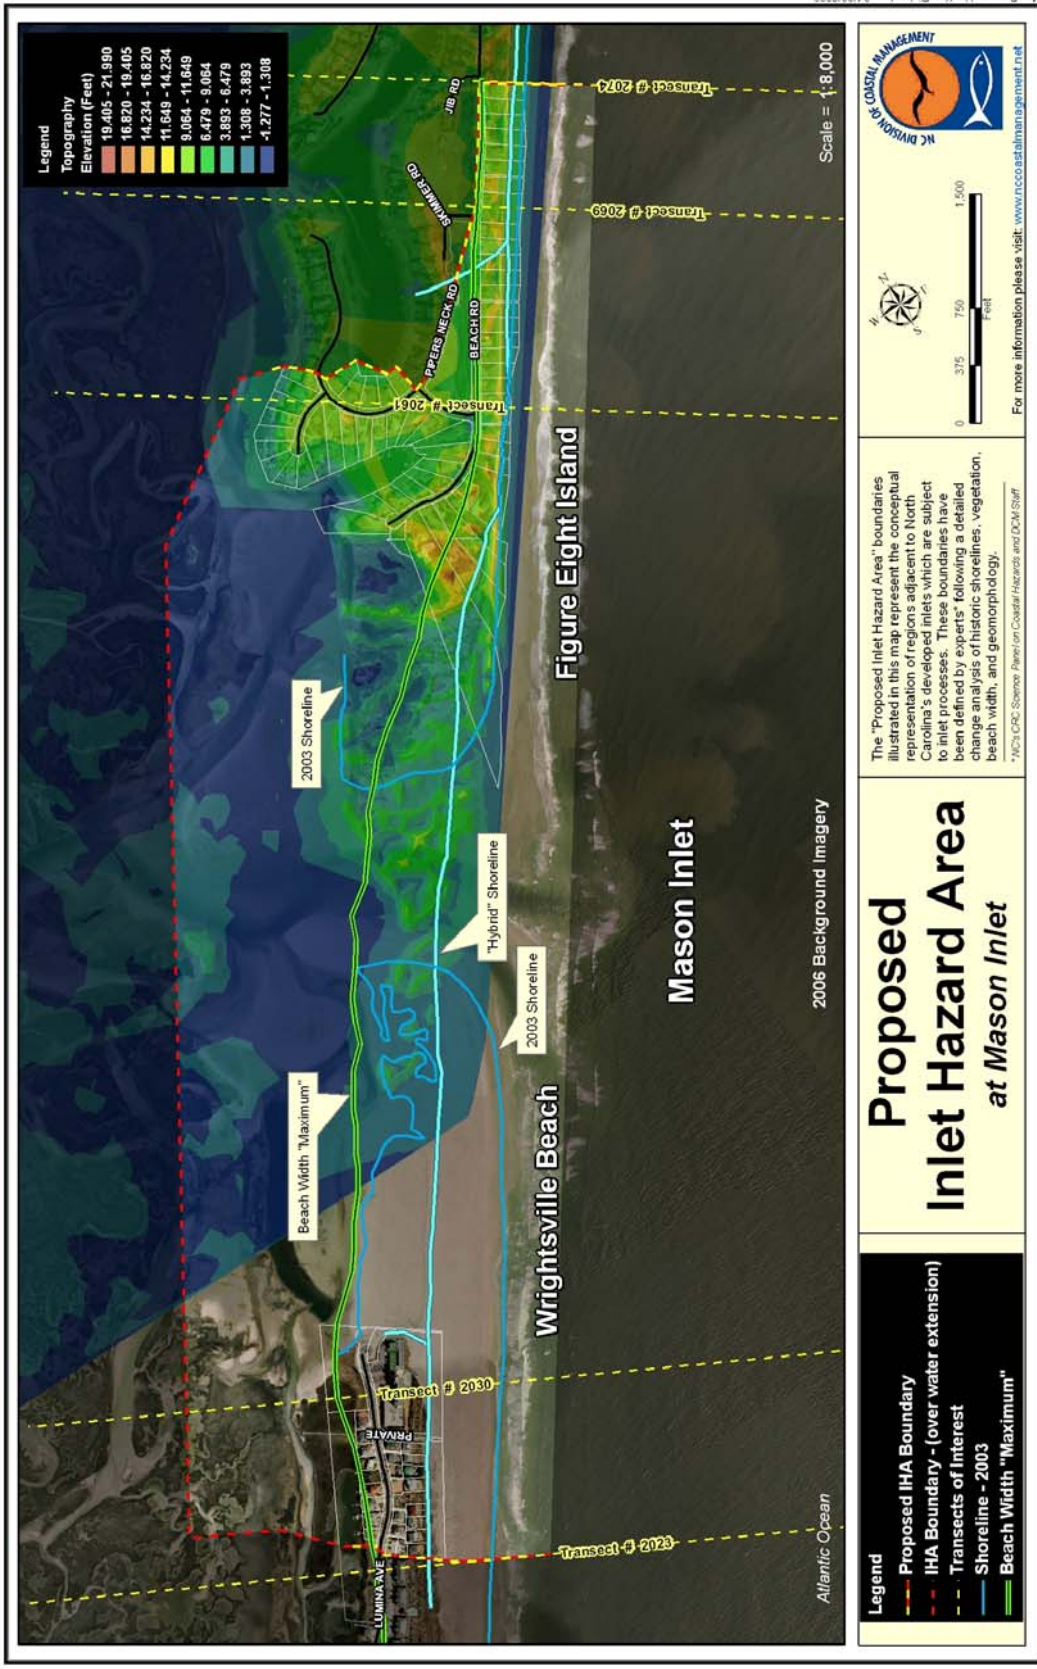 Legend
Topography
Elevation (Feet)
19.405 - 21.990
16.820 - 19.405
14.234 - 16.820
11.649 - 14.234
9.064 - 11.649
6.479 - 9.064
3.893 - 6.479
1.308 - 3.893
-1.277 - 1.308
JIB RD
SKIMMER RD
PIPERS NECK RD
BEACH RD
Transect # 2074
Transect # 2069
Transect # 2061
2003 Shoreline
Figure Eight Island
"Hybrid" Shoreline
2003 Shoreline
Mason Inlet
Beach Width "Maximum"
Wrightsville Beach
Transect # 2030
PRIVATE
Transect # 2023
LUMINA AVE
Atlantic Ocean
2006 Background Imagery
Scale = 1:8,000
Legend
Proposed IHA Boundary
IHA Boundary - (over water extension)
Transects of Interest
Shoreline - 2003
Beach Width "Maximum"
Proposed
Inlet Hazard Area
at Mason Inlet
The "Proposed Inlet Hazard Area" boundaries
illustrated in this map represent the conceptual
representation of regions adjacent to North
Carolina's developed inlets which are subject
to inlet processes. These boundaries have
been defined by experts* following a detailed
change analysis of historic shorelines, vegetation,
beach width, and geomorphology.
*NC's CRC Science Panel on Coastal Hazards and DCM Staff
N
E
S
W
0 375 750 1,500
Feet
NC DIVISION OF COASTAL MANAGEMENT
For more information please visit: www.nccoastalmanagement.net